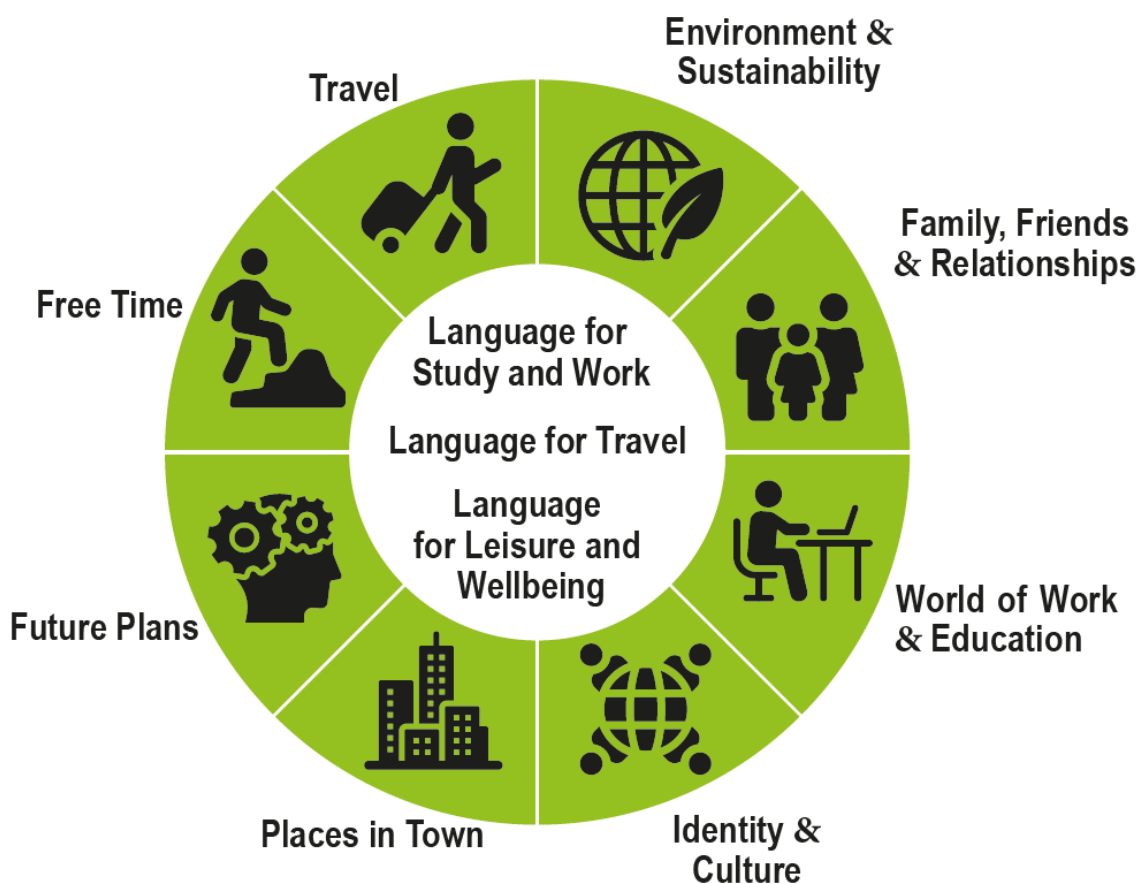 Environment &
Sustainability
Travel
Family, Friends
& Relationships
Free Time
Language for
Study and Work
Language for Travel
Language
for Leisure and
Wellbeing
World of Work
& Education
Future Plans
Identity &
Culture
Places in Town